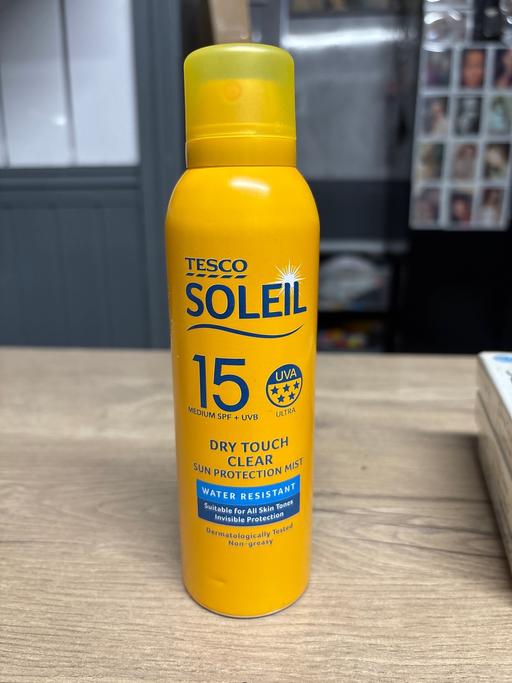 TESCO
SOLEIL
15
MEDIUM SPF + UVB
UVA
ULTRA
DRY TOUCH
CLEAR
SUN PROTECTION MIST
WATER RESISTANT
Suitable for All Skin Tones
Invisible Protection
Dermatologically Tested
Non-greasy